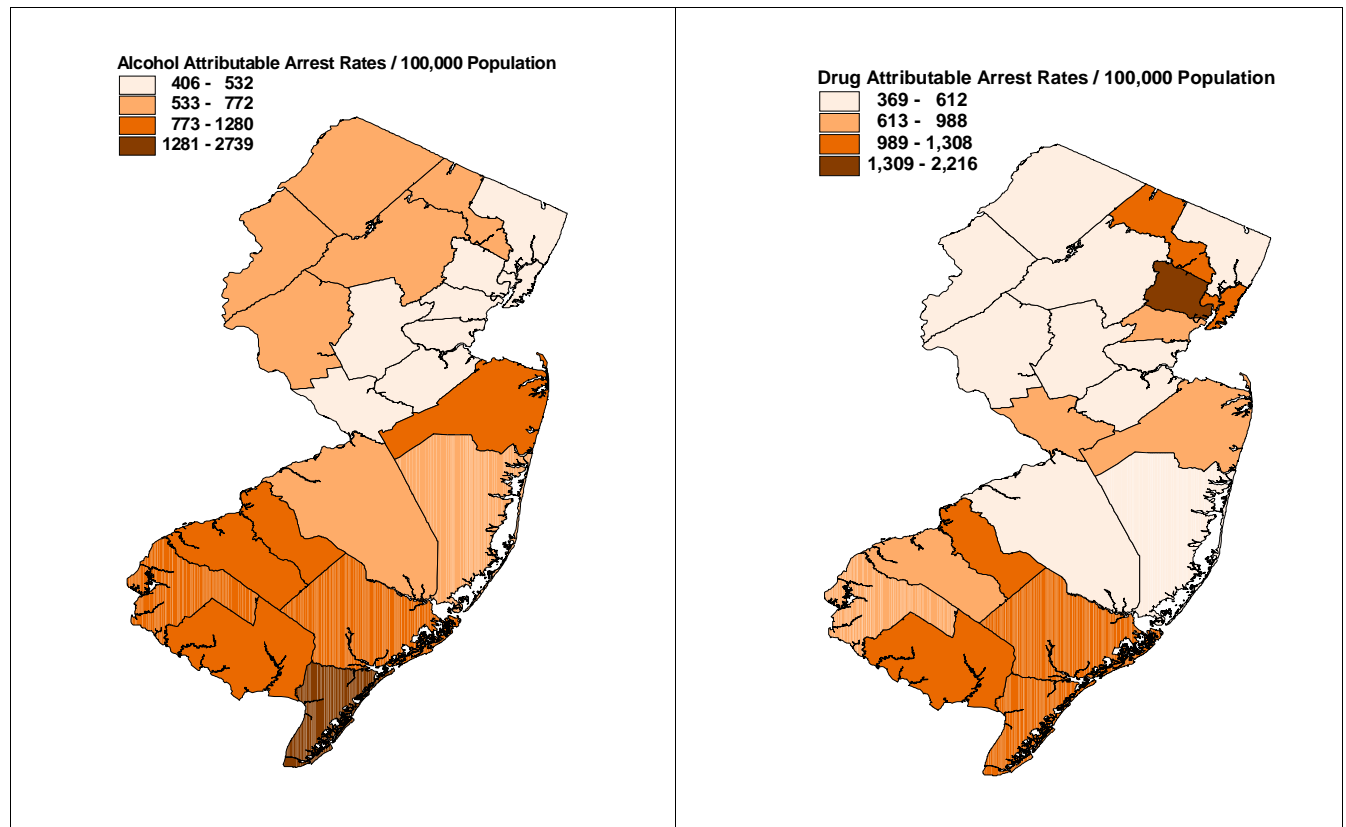 Alcohol Attributable Arrest Rates / 100,000 Population
406 - 532
533 - 772
773 - 1280
1281 - 2739
Drug Attributable Arrest Rates / 100,000 Population
369 - 612
613 - 988
989 - 1,308
1,309 - 2,216